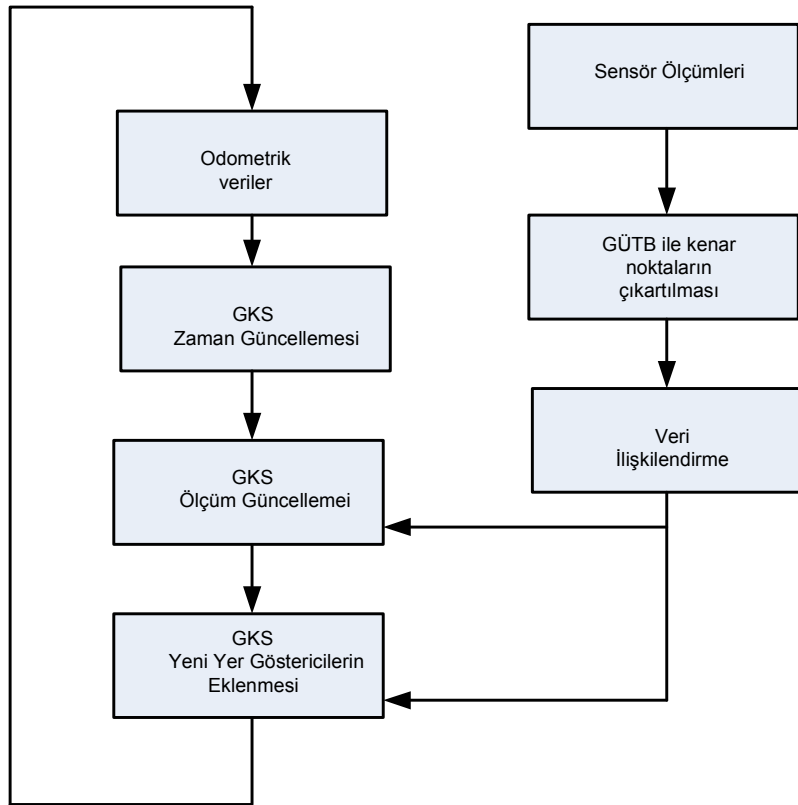 Odometrik
veriler
GKS
Zaman Güncellemesi
GKS
Ölçüm Güncellemei
GKS
Yeni Yer Göstericilerin
Eklenmesi
Sensör Ölçümleri
GÜTB ile kenar
noktaların
çıkartılması
Veri
İlişkilendirme